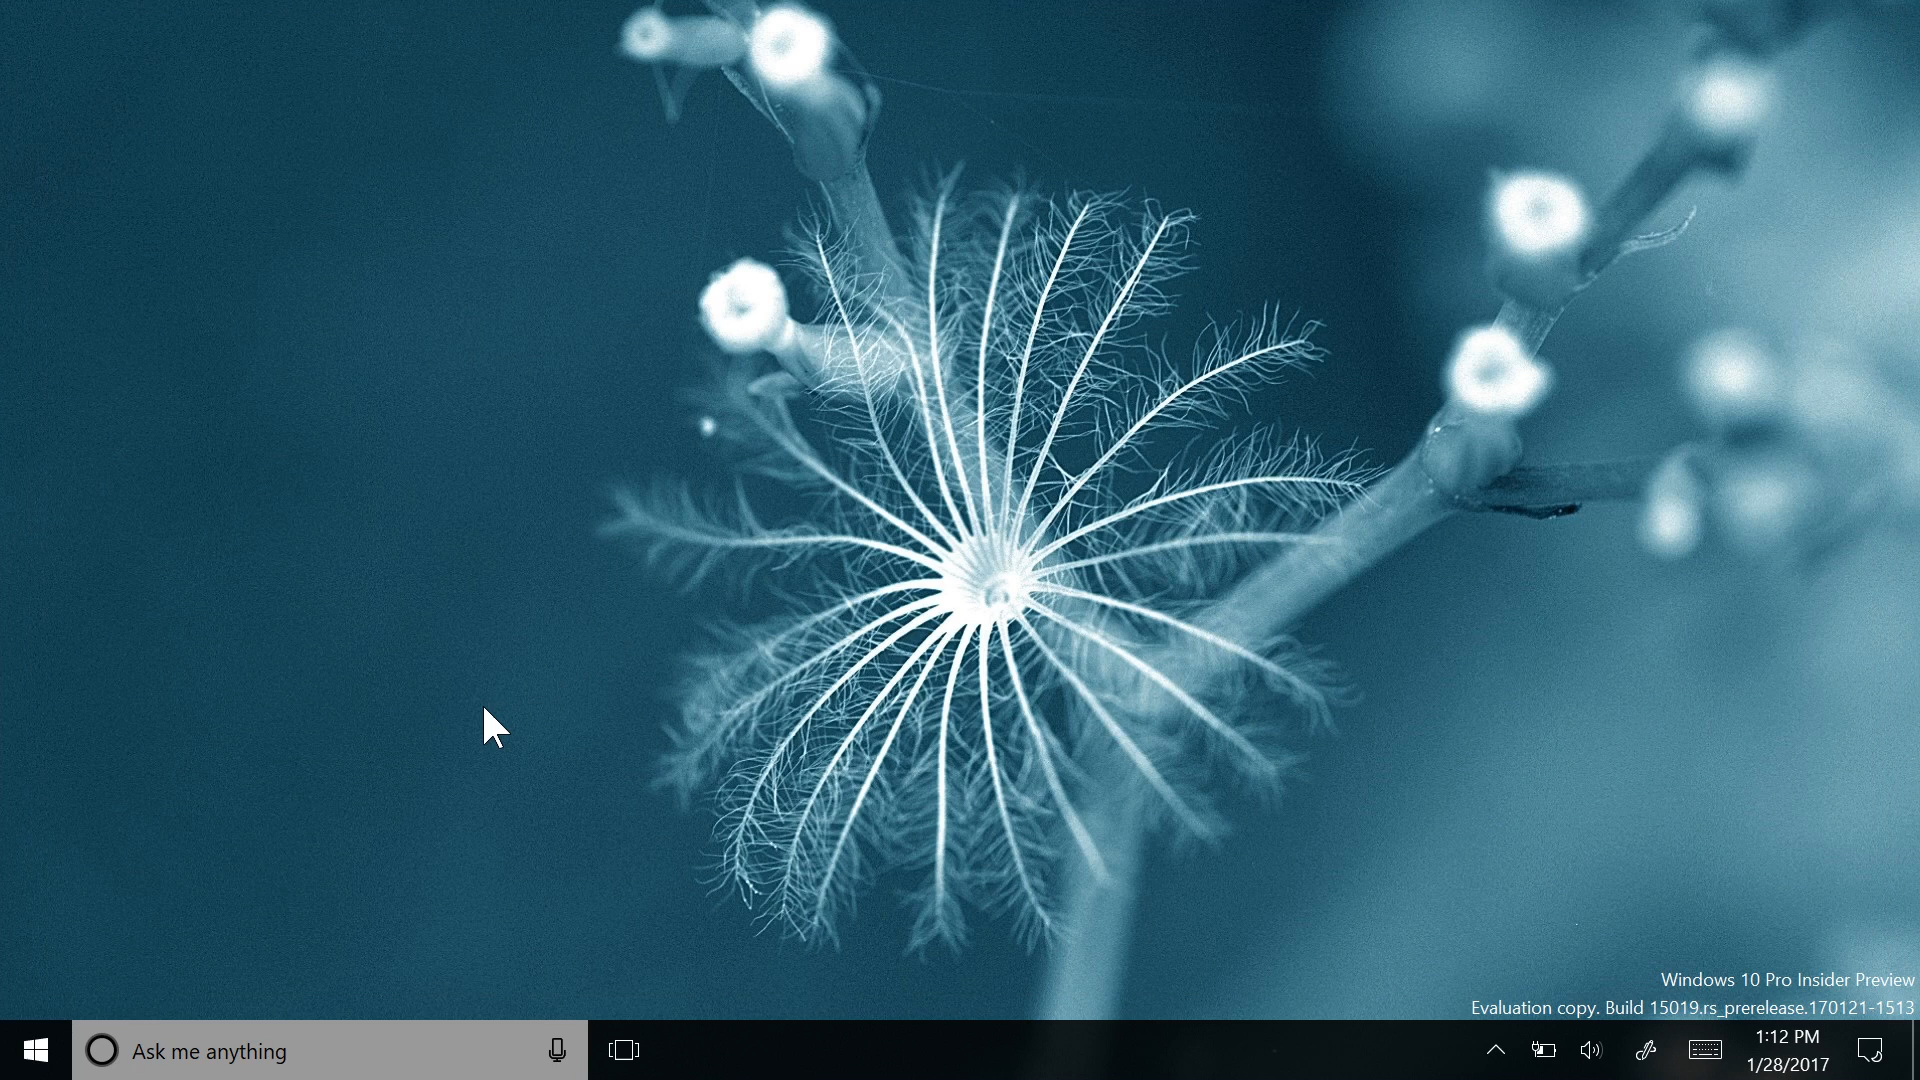 Windows 10 Pro Insider Preview
Evaluation copy. Build 15019.rs_prerelease.170121-1513
Ask me anything
1:12 PM
1/28/2017